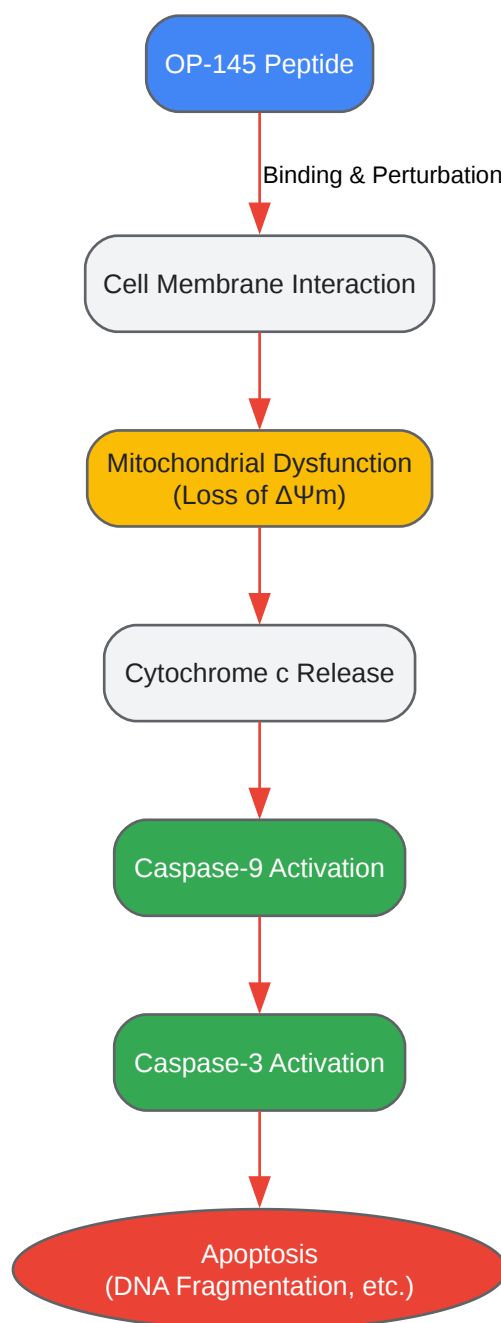 OP-145 Peptide
Binding & Perturbation
Cell Membrane Interaction
Mitochondrial Dysfunction
(Loss of ΔΨm)
Cytochrome c Release
Caspase-9 Activation
Caspase-3 Activation
Apoptosis
(DNA Fragmentation, etc.)